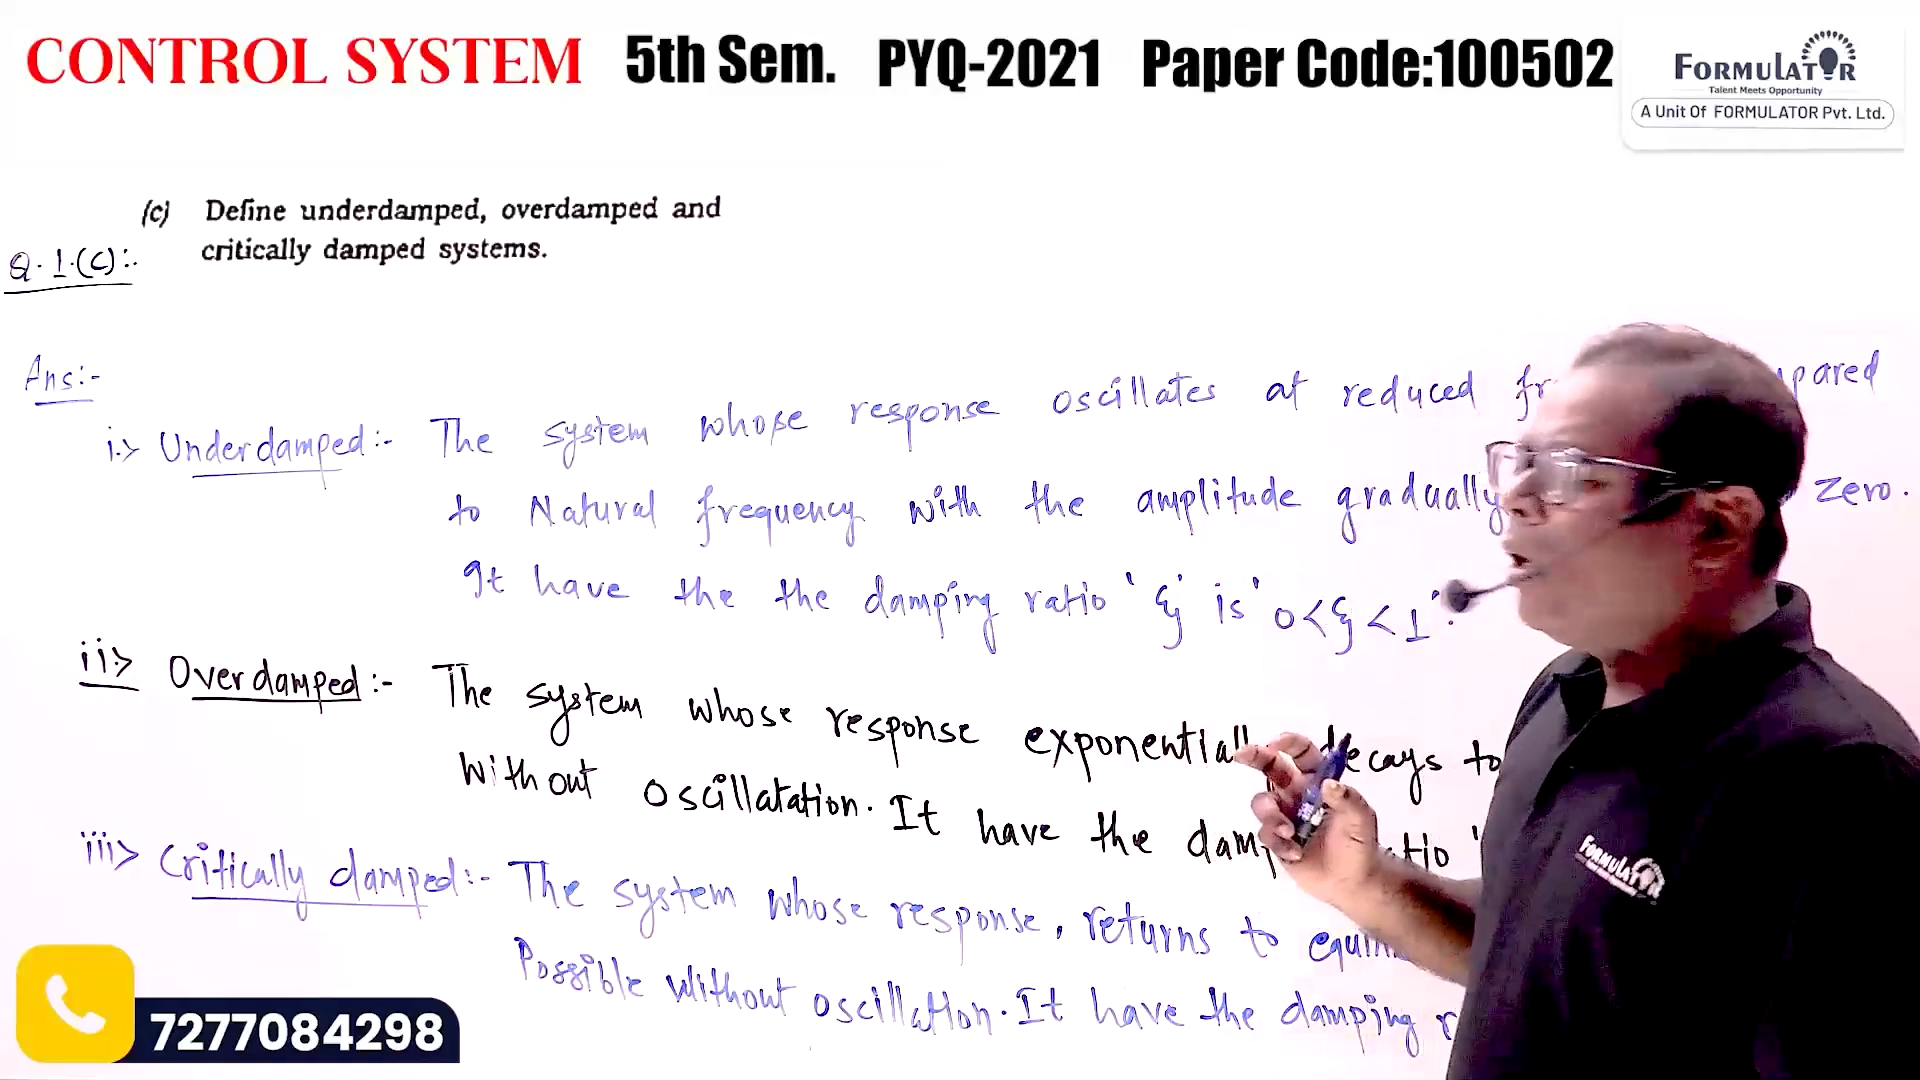 CONTROL SYSTEM 5th Sem. PYQ-2021 Paper Code:100502
FORMULATOR
Talent Meets Opportunity
A Unit Of FORMULATOR Pvt. Ltd.
(c) Define underdamped, overdamped and
critically damped systems.
Q.1.(C):.
Ans:-
i.> Underdamped:- The system whose response oscillates at reduced
to Natural frequency with the amplitude gradually zero.
It have the the damping ratio 'ξ' is '0<ξ<1'.
ii:> Overdamped:- The system whose response exponentially decays to
without oscillatation. It have the
iii> Critically damped:- The system whose response, returns to
Possible without oscillation. It have the damping
FORMULATOR
7277084298